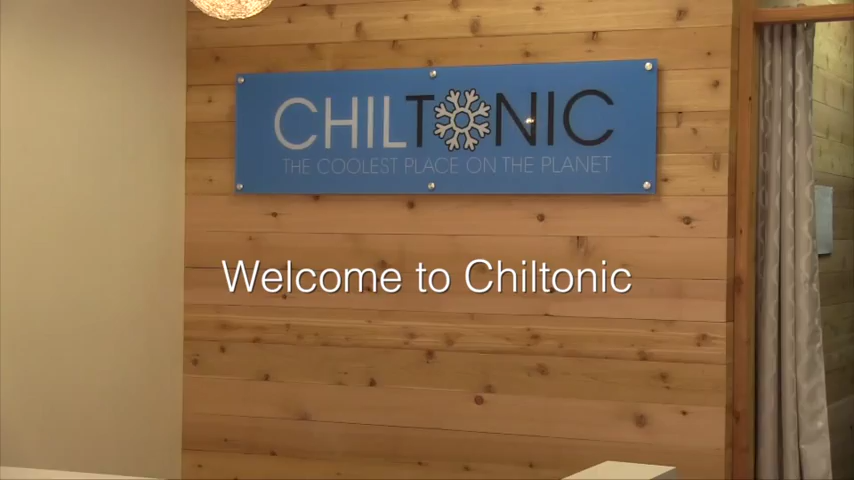 CHILTONIC
THE COOLEST PLACE ON THE PLANET
Welcome to Chiltonic